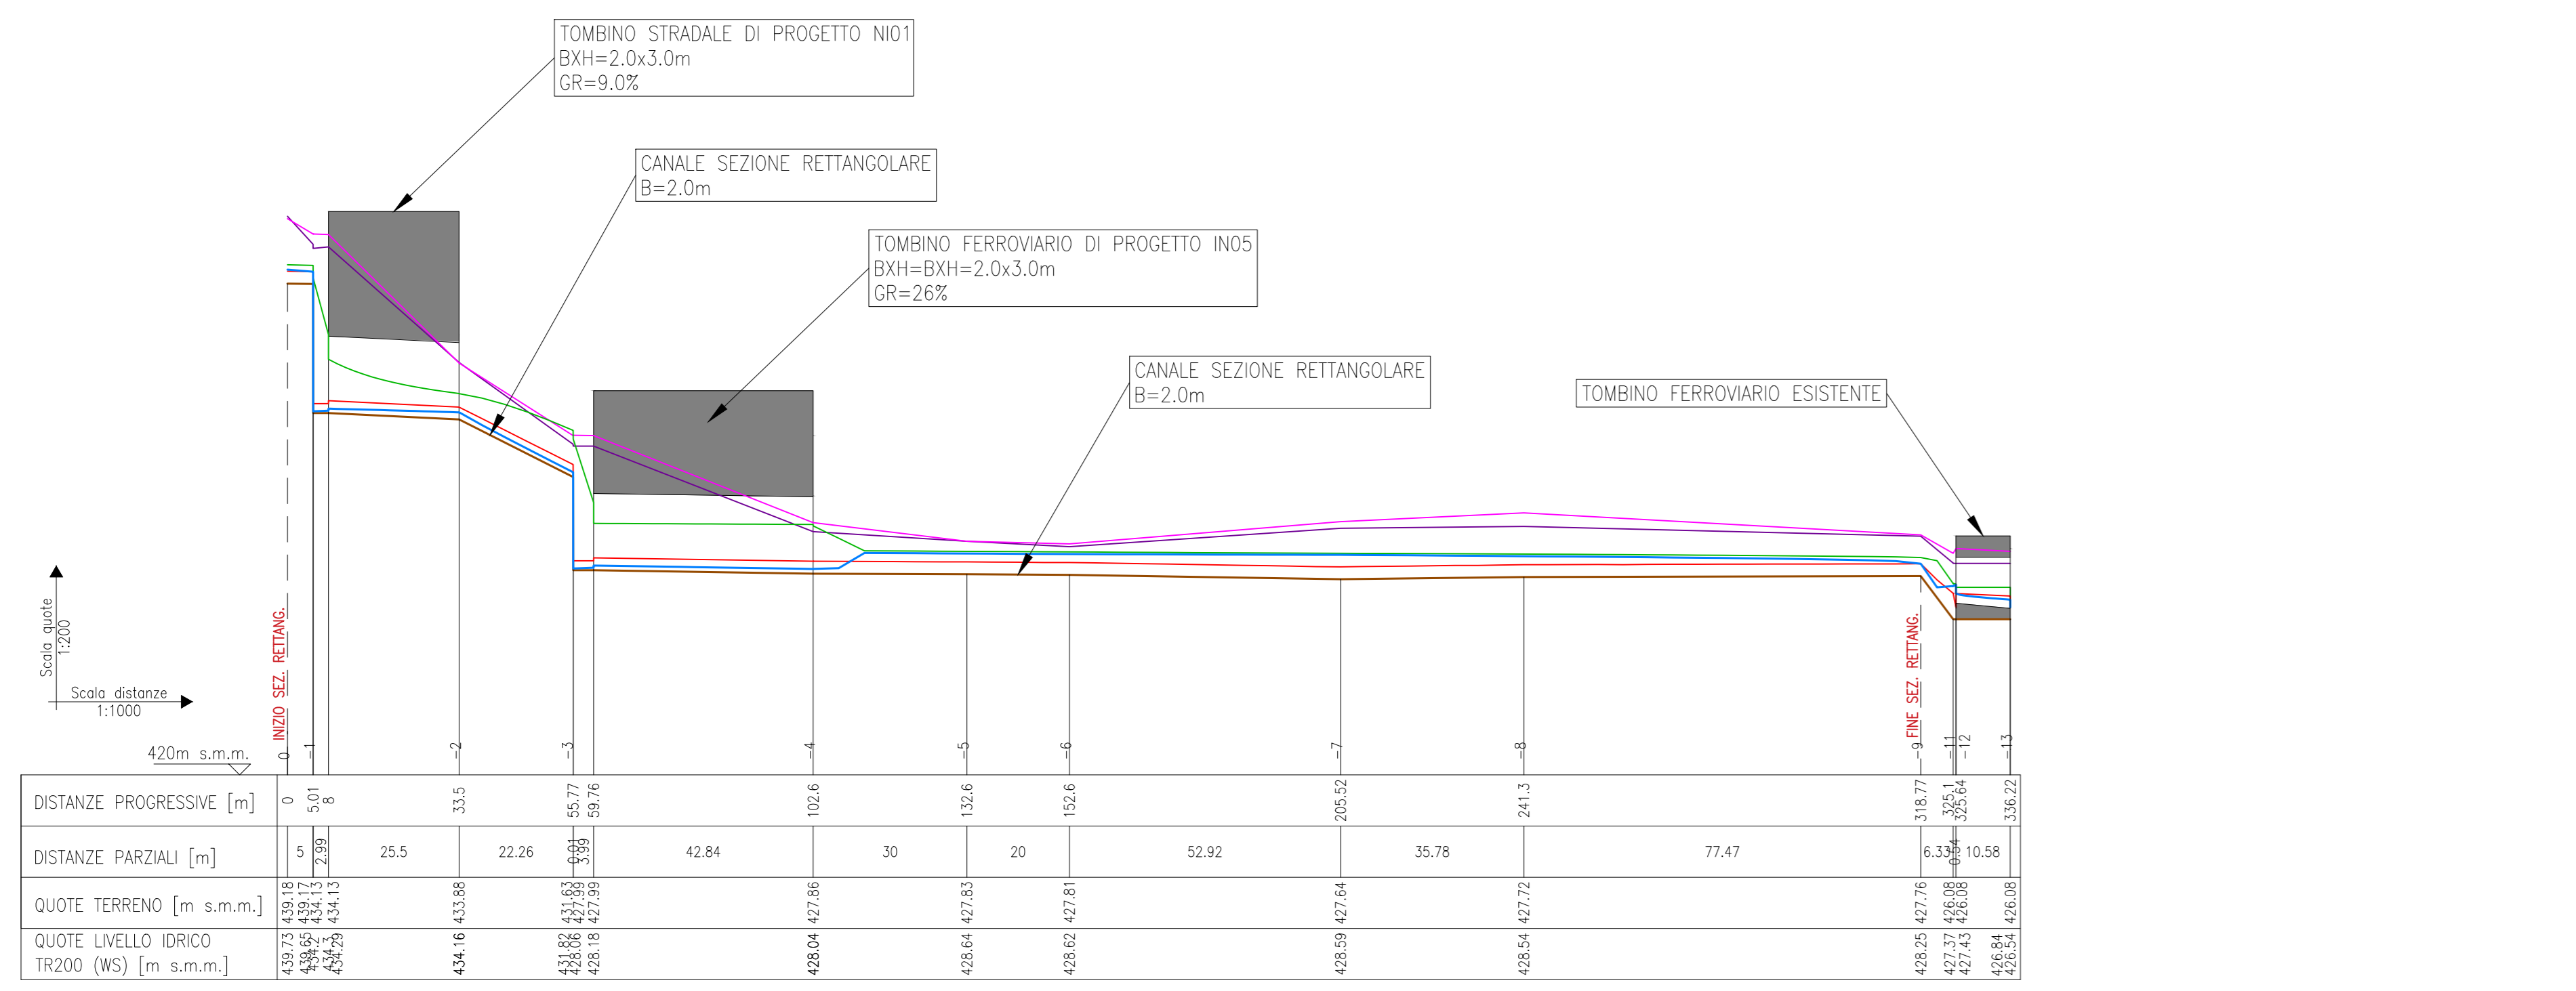 TOMBINO STRADALE DI PROGETTO NI01
BXH=2.0x3.0m
GR=9.0%
CANALE SEZIONE RETTANGOLARE
B=2.0m
TOMBINO FERROVIARIO DI PROGETTO IN05
BXH=BXH=2.0x3.0m
GR=26%
CANALE SEZIONE RETTANGOLARE
B=2.0m
TOMBINO FERROVIARIO ESISTENTE
Scala quote
1:200
Scala distanze
1:1000
INIZIO SEZ. RETTANG.
FINE SEZ. RETTANG.
420m s.m.m.
0 -1 -2 -3 -4 -5 -6 -7 -8 -9 -11 -12 -13
DISTANZE PROGRESSIVE [m] 0 5.01 8 33.5 55.77 59.76 102.6 132.6 152.6 205.52 241.3 318.77 325.1 325.64 336.22
DISTANZE PARZIALI [m] 5 2.99 25.5 22.26 0.01 3.99 42.84 30 20 52.92 35.78 77.47 6.33 0.54 10.58
QUOTE TERRENO [m s.m.m.] 439.18 439.17 434.13 434.13 433.88 431.63 427.99 427.99 427.86 427.83 427.81 427.64 427.72 427.76 426.08 426.08 426.08
QUOTE LIVELLO IDRICO
TR200 (WS) [m s.m.m.] 439.73 439.65 434.2 434.3 434.29 434.16 431.82 428.06 428.18 428.04 428.64 428.62 428.59 428.54 428.25 427.37 427.43 426.84 426.54